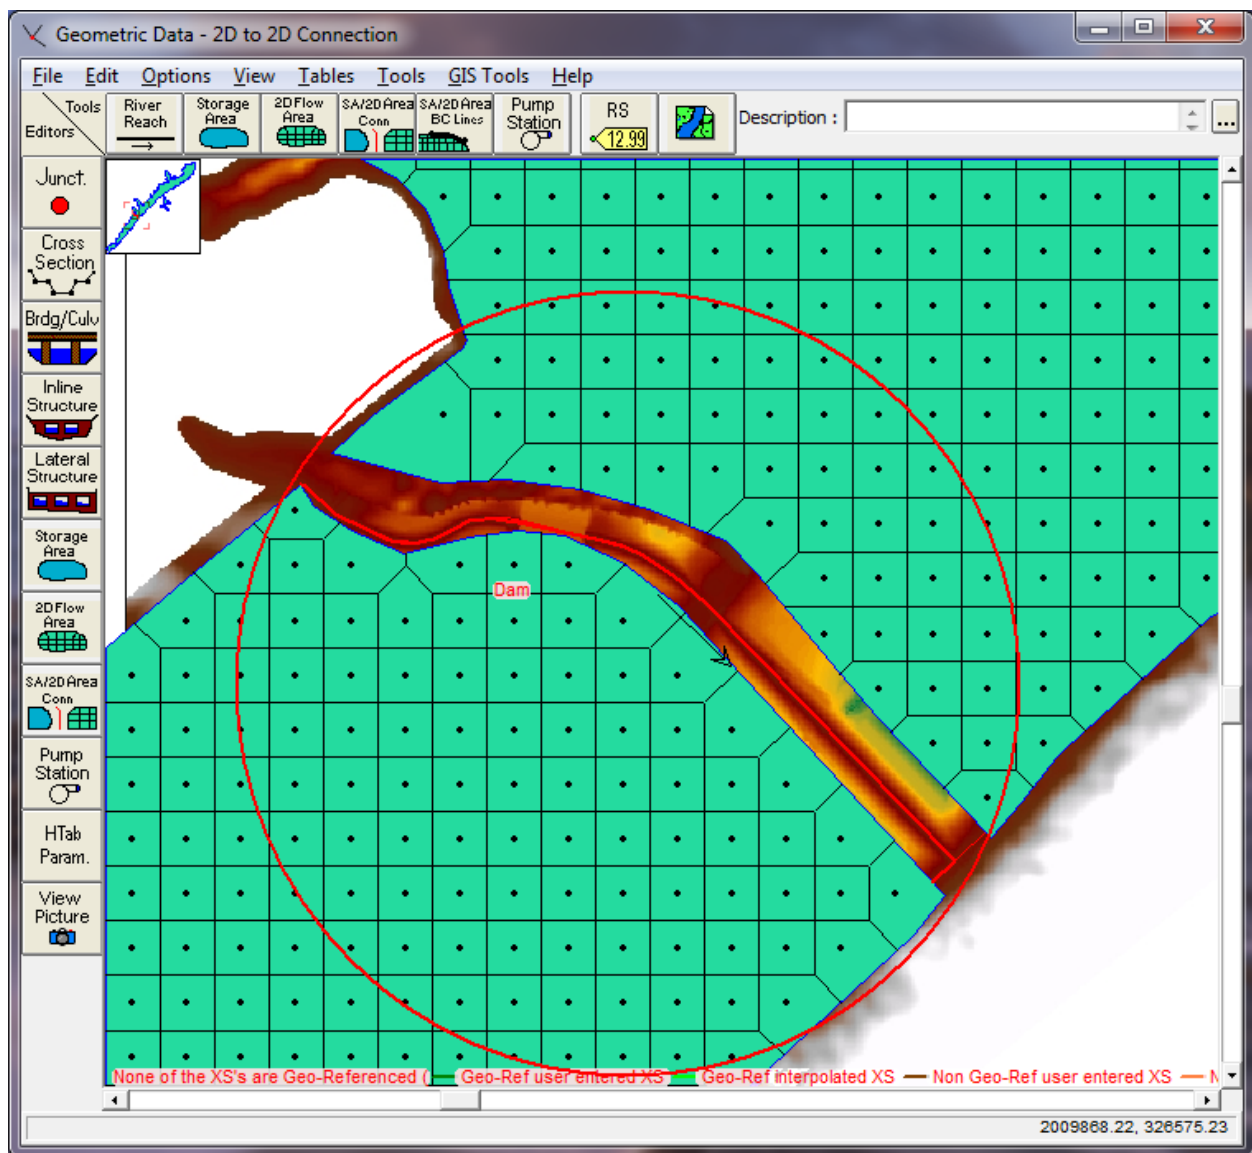 Geometric Data - 2D to 2D Connection
File Edit Options View Tables Tools GIS Tools Help
Tools
Editors
River
Reach
Storage
Area
2D Flow
Area
SA/2D Area
Conn
SA/2D Area
BC Lines
Pump
Station
RS
12.99
Description :
...
Junct.
Cross
Section
Brdg/Culv
Inline
Structure
Lateral
Structure
Storage
Area
2D Flow
Area
SA/2D Area
Conn
Pump
Station
HTab
Param.
View
Picture
Dam
None of the XS's are Geo-Referenced ( Geo-Ref user entered XS Geo-Ref interpolated XS Non Geo-Ref user entered XS N
2009868.22, 326575.23